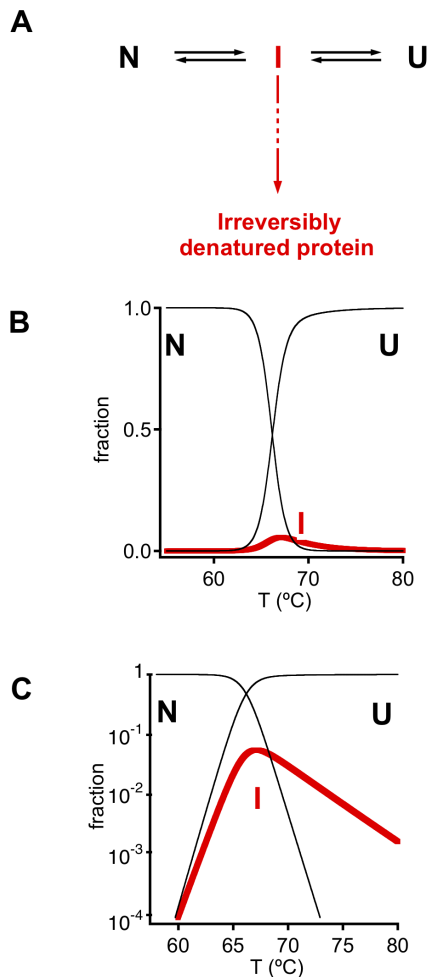 A
N I U
Irreversibly
denatured protein
B
1.0
N U
fraction
0.5
I
0.0
60 70 80
T (ºC)
C
1
N U
10-1
fraction
10-2
I
10-3
10-4
60 65 70 75 80
T (ºC)